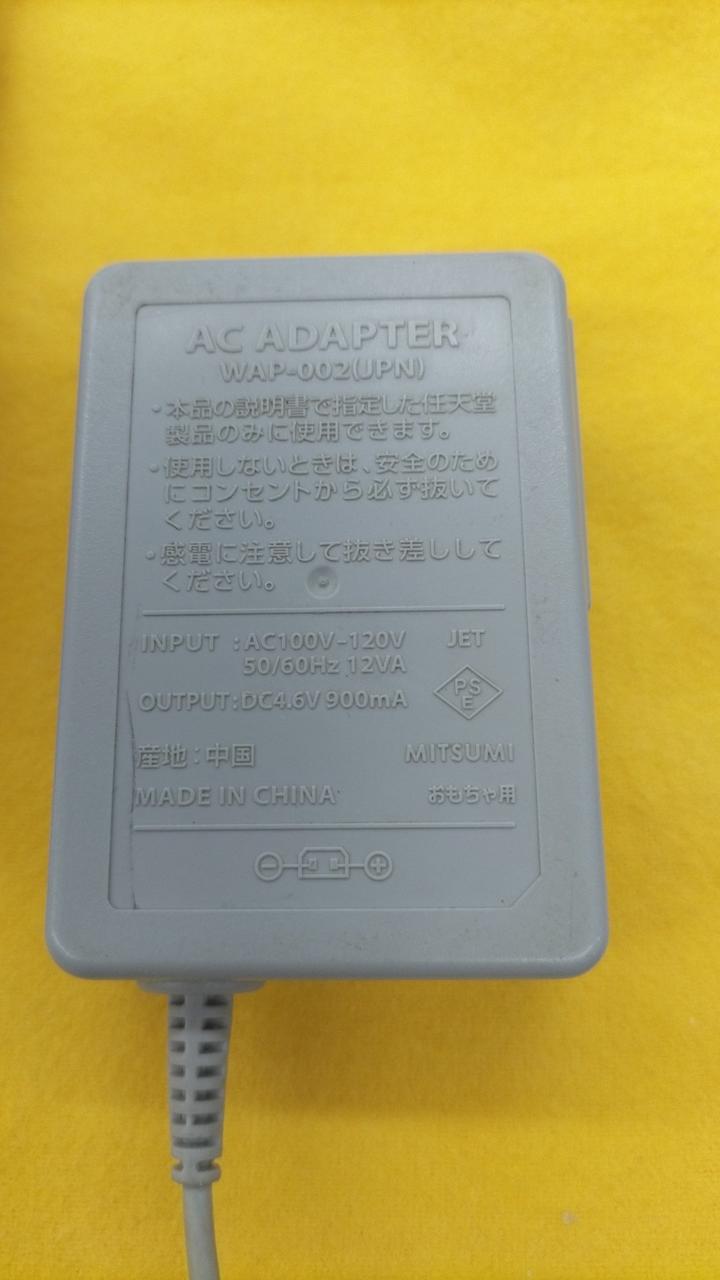 AC ADAPTER
WAP-002(JPN)
・本品の説明書で指定した任天堂
製品のみに使用できます。
・使用しないときは、安全のため
にコンセントから必ず抜いて
ください。
・感電に注意して抜き差しして
ください。
INPUT :AC100V-120V JET
50/60Hz 12VA
PS
E
OUTPUT:DC4.6V 900mA
産地:中国 MITSUMI
MADE IN CHINA おもちゃ用